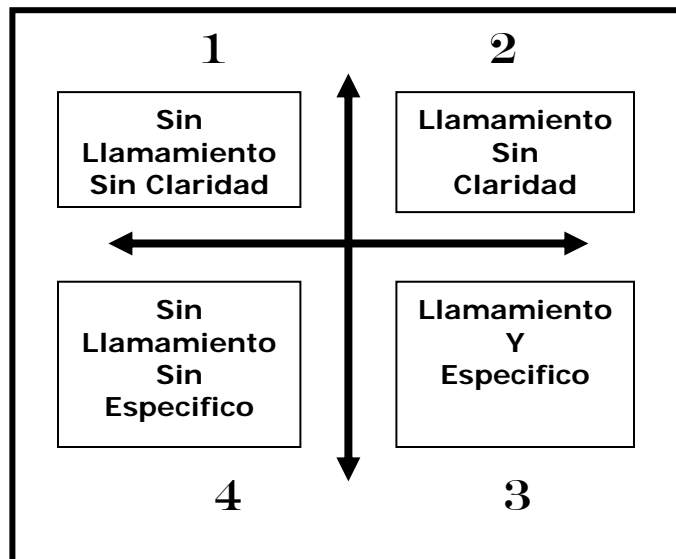 1
2
Sin
Llamamiento
Sin Claridad
Llamamiento
Sin
Claridad
Sin
Llamamiento
Sin
Especifico
Llamamiento
Y
Especifico
4
3